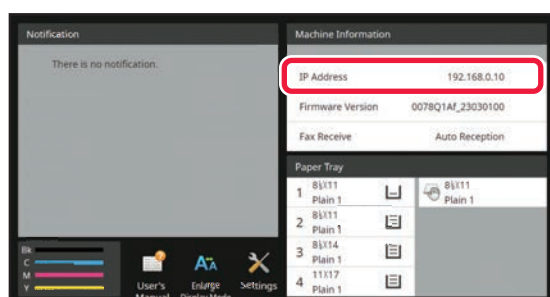 Notification
There is no notification.
Machine Information
IP Address 192.168.0.10
Firmware Version 0078Q1Af_23030100
Fax Receive Auto Reception
Paper Tray
1 8½X11
Plain 1
8½X11
Plain 1
2 8½X11
Plain 1
3 8½X14
Plain 1
4 11X17
Plain 1
Bk
C
M
Y
User's
Manual
Enlarge
Display Mode
Settings